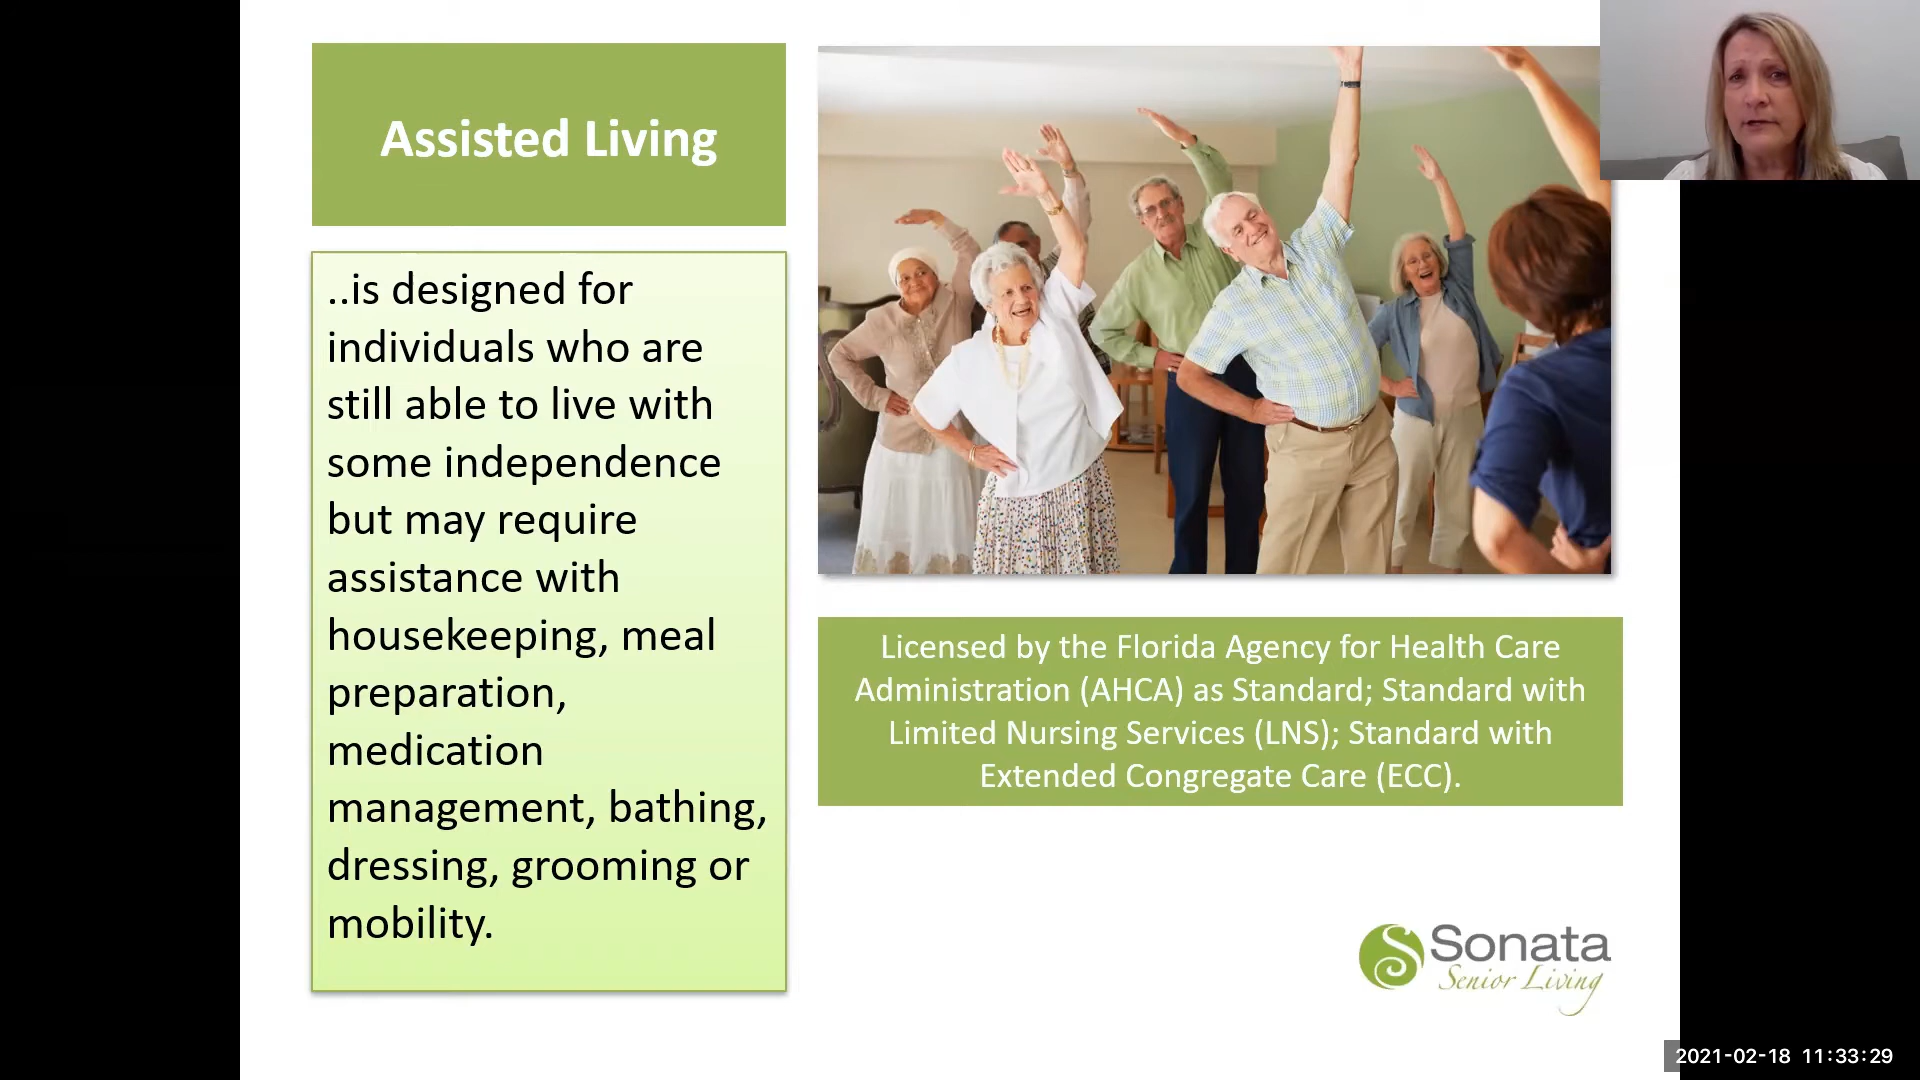 Assisted Living
..is designed for
individuals who are
still able to live with
some independence
but may require
assistance with
housekeeping, meal
preparation,
medication
management, bathing,
dressing, grooming or
mobility.
Licensed by the Florida Agency for Health Care
Administration (AHCA) as Standard; Standard with
Limited Nursing Services (LNS); Standard with
Extended Congregate Care (ECC).
Sonata
Senior Living
2021-02-18 11:33:29